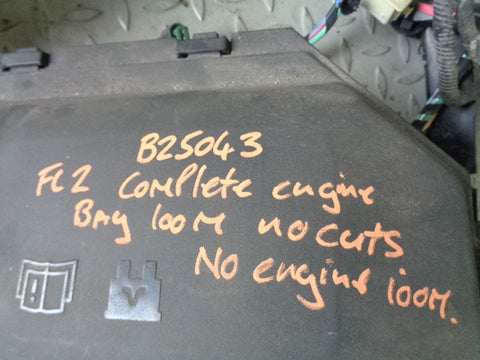 B25043
FL2 Complete engine
BAy looM no cuts
No engine looM.